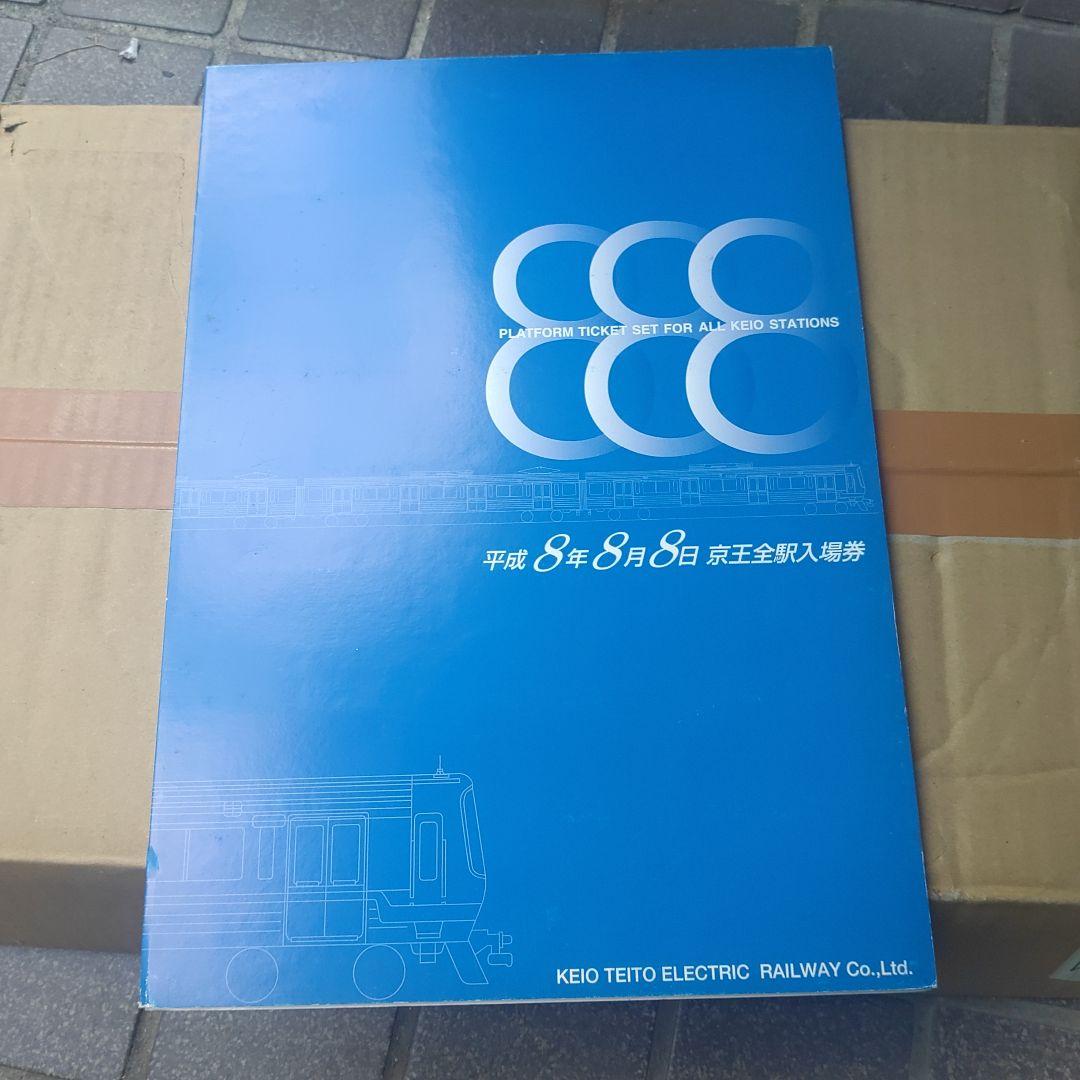 888
PLATFORM TICKET SET FOR ALL KEIO STATIONS
平成 8年 8月 8日 京王全駅入場券
KEIO TEITO ELECTRIC RAILWAY Co.,Ltd.